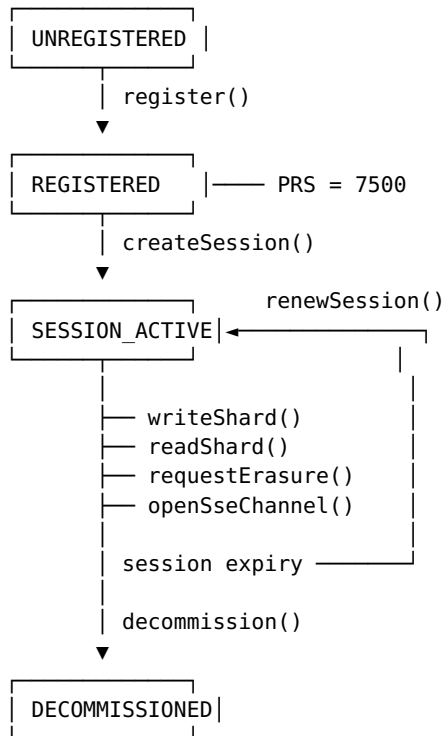 UNREGISTERED
register()
REGISTERED PRS = 7500
createSession()
renewSession()
SESSION_ACTIVE
writeShard()
readShard()
requestErasure()
openSseChannel()
session expiry
decommission()
DECOMMISSIONED